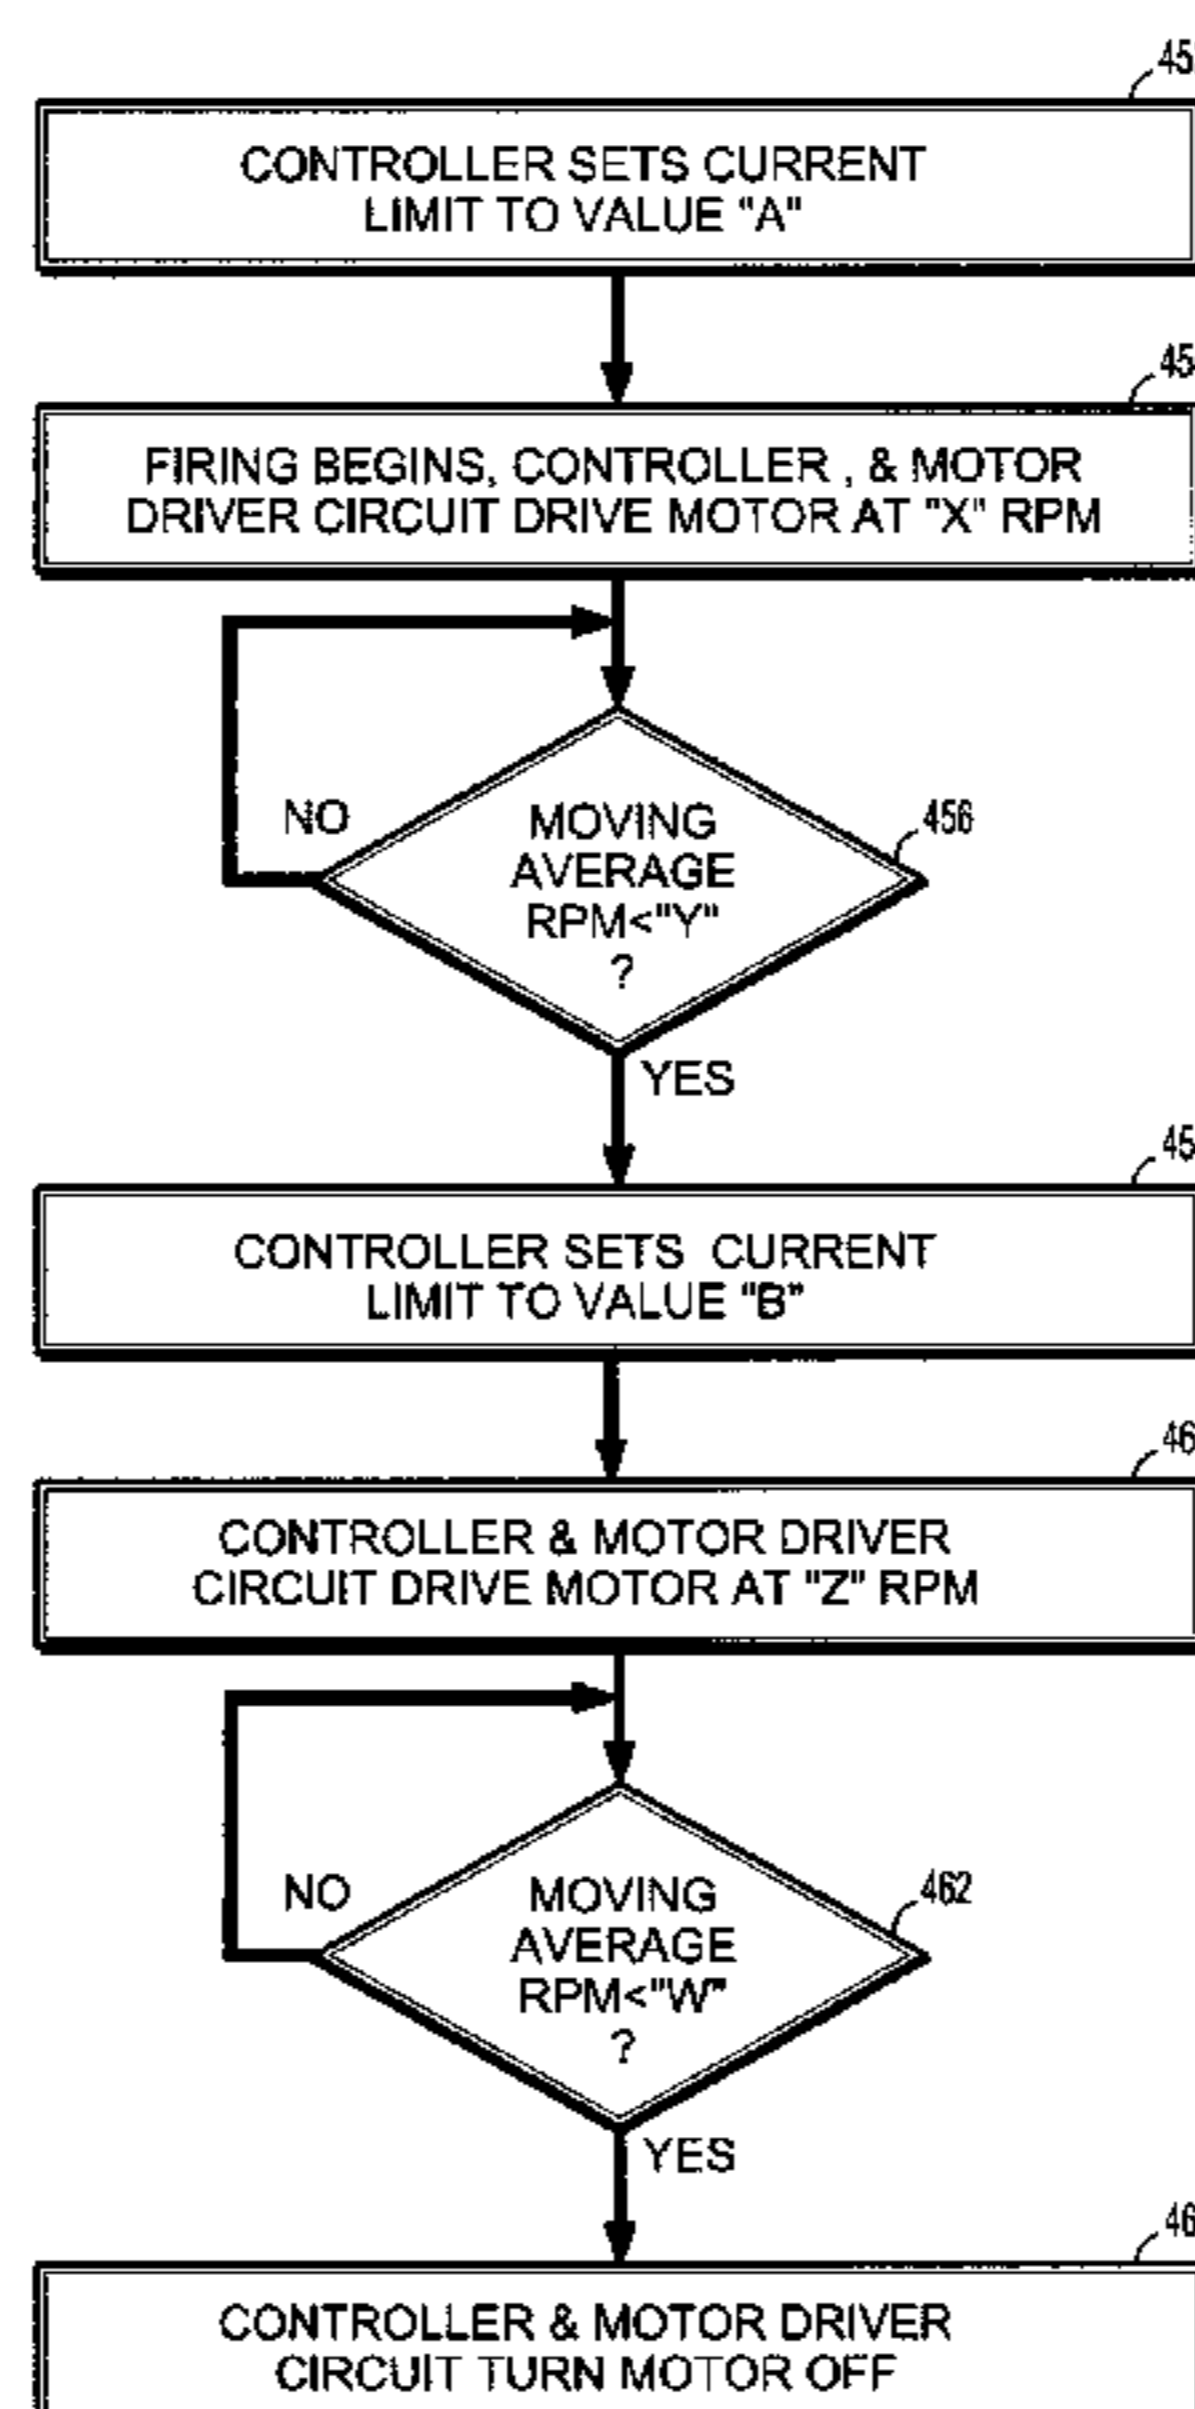 CONTROLLER SETS CURRENT
LIMIT TO VALUE "A"
FIRING BEGINS, CONTROLLER , & MOTOR
DRIVER CIRCUIT DRIVE MOTOR AT "X" RPM
NO
MOVING
AVERAGE
RPM<"Y"
?
456
YES
CONTROLLER SETS CURRENT
LIMIT TO VALUE "B"
CONTROLLER & MOTOR DRIVER
CIRCUIT DRIVE MOTOR AT "Z" RPM
NO
MOVING
AVERAGE
RPM<"W"
?
462
YES
CONTROLLER & MOTOR DRIVER
CIRCUIT TURN MOTOR OFF